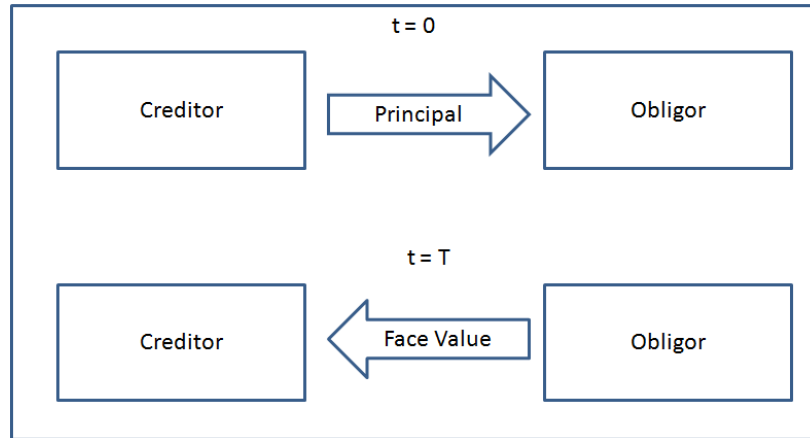 t = 0
Creditor
Principal
Obligor
t = T
Creditor
Face Value
Obligor